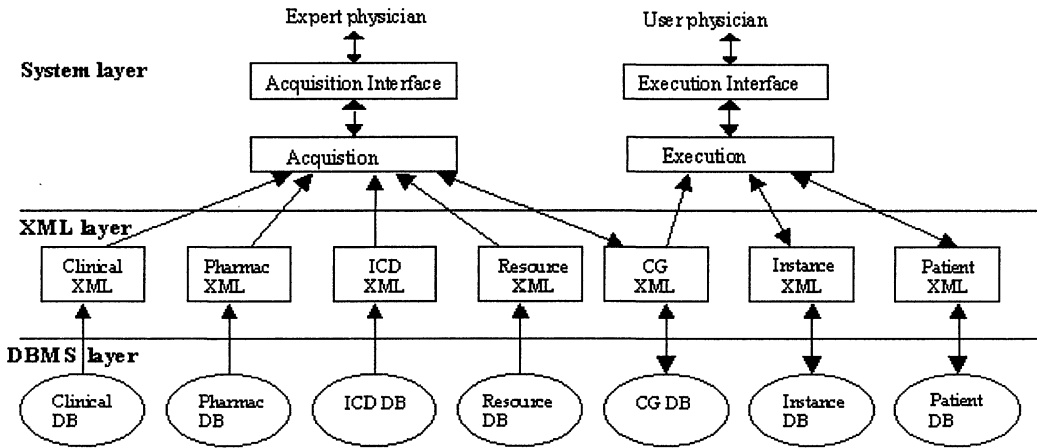 Expert physician
User physician
System layer
Acquisition Interface
Execution Interface
Acquistion
Execution
XML layer
Clinical
XML
Pharmac
XML
ICD
XML
Resource
XML
CG
XML
Instance
XML
Patient
XML
DBMS layer
Clinical
DB
Pharmac
DB
ICD DB
Resource
DB
CG DB
Instance
DB
Patient
DB